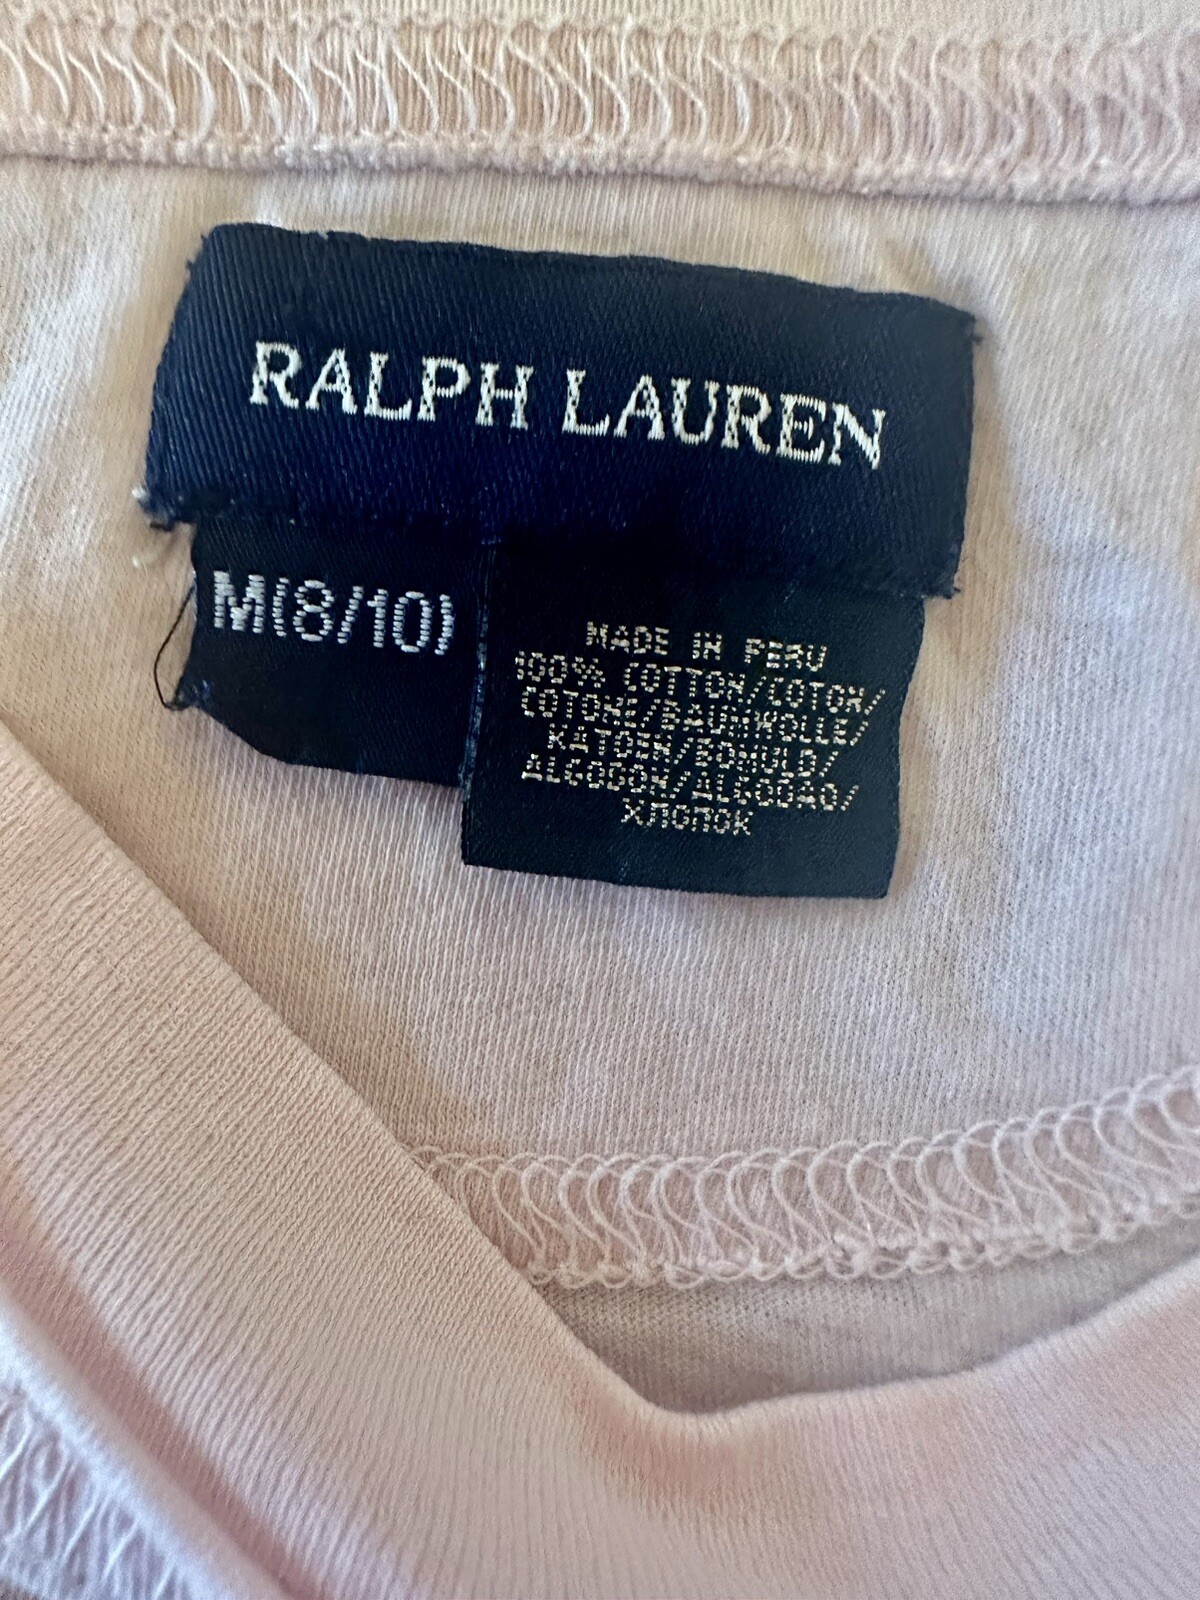 RALPH LAUREN
M(8/10)
MADE IN PERU
100% COTTON/COTON/
COTONE/BAUMWOLLE/
KATOEN/BOMULD/
ALGODON/ALGODAO/
ХЛОПОК